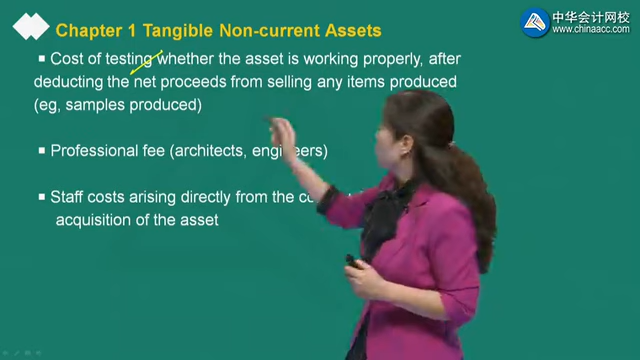 Chapter 1 Tangible Non-current Assets
中华会计网校
www.chinaacc.com
▪ Cost of testing whether the asset is working properly, after
deducting the net proceeds from selling any items produced
(eg, samples produced)
▪ Professional fee (architects, engineers)
▪ Staff costs arising directly from the
acquisition of the asset